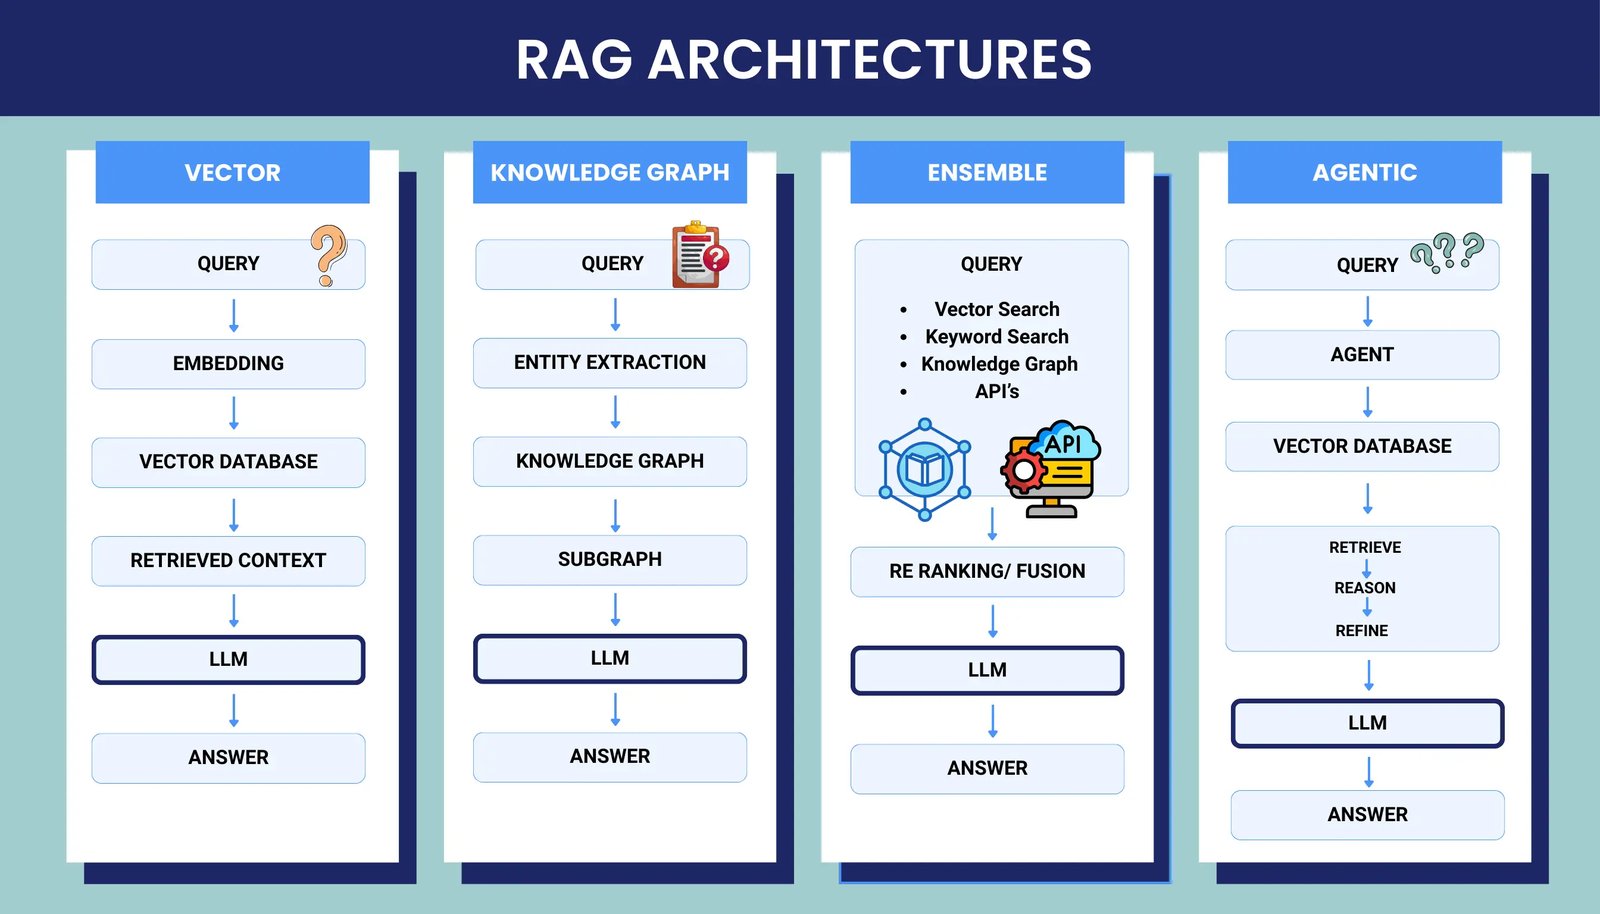 RAG ARCHITECTURES
VECTOR
QUERY
EMBEDDING
VECTOR DATABASE
RETRIEVED CONTEXT
LLM
ANSWER
KNOWLEDGE GRAPH
QUERY
ENTITY EXTRACTION
KNOWLEDGE GRAPH
SUBGRAPH
LLM
ANSWER
ENSEMBLE
QUERY
• Vector Search
• Keyword Search
• Knowledge Graph
• API's
API
RE RANKING/ FUSION
LLM
ANSWER
AGENTIC
QUERY
AGENT
VECTOR DATABASE
RETRIEVE
REASON
REFINE
LLM
ANSWER